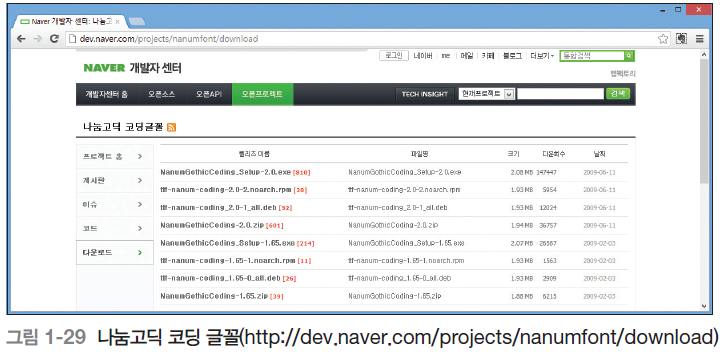 Naver 개발자 센터: 나눔고
dev.naver.com/projects/nanumfont/download
로그인 네이버 me 메일 카페 블로그 더보기 통합검색
NAVER 개발자 센터
랩팩토리
개발자센터 홈 오픈소스 오픈API 오픈프로젝트 TECH INSIGHT 현재프로젝트 검색
나눔고딕 코딩글꼴
프로젝트 홈
게시판
이슈
코드
다운로드
릴리즈 이름 파일명 크기 다운횟수 날짜
NanumGothicCoding_Setup-2.0.exe [810] NanumGothicCoding_Setup-2.0.exe 2.08 MB 147447 2009-06-11
ttf-nanum-coding-2.0-2.noarch.rpm [38] ttf-nanum-coding-2.0-2.noarch.rpm 1.93 MB 5954 2009-06-11
ttf-nanum-coding_2.0-1_all.deb [92] ttf-nanum-coding_2.0-1_all.deb 1.93 MB 12024 2009-06-11
NanumGothicCoding-2.0.zip [601] NanumGothicCoding-2.0.zip 1.94 MB 36757 2009-06-11
NanumGothicCoding_Setup-1.65.exe [214] NanumGothicCoding_Setup-1.65.exe 2.07 MB 26587 2009-02-03
ttf-nanum-coding-1.65-1.noarch.rpm [11] ttf-nanum-coding-1.65-1.noarch.rpm 1.93 MB 1563 2009-02-03
ttf-nanum-coding_1.65-0_all.deb [26] ttf-nanum-coding_1.65-0_all.deb 1.93 MB 2909 2009-02-03
NanumGothicCoding-1.65.zip [39] NanumGothicCoding-1.65.zip 1.88 MB 6215 2009-02-03
그림 1-29 나눔고딕 코딩 글꼴(http://dev.naver.com/projects/nanumfont/download)